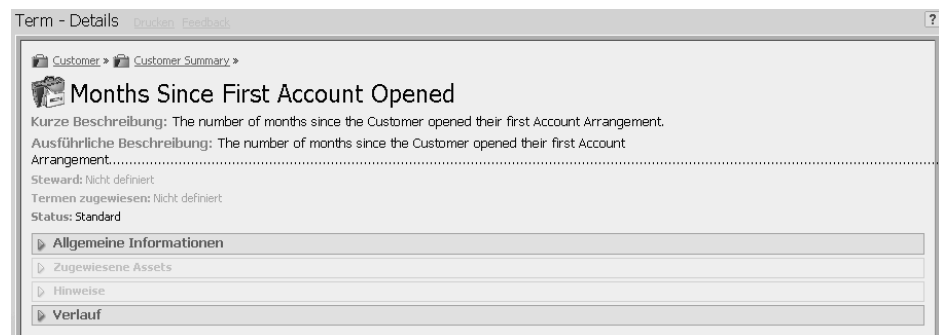 Term - Details Drucken Feedback ?
Customer » Customer Summary »
Months Since First Account Opened
Kurze Beschreibung: The number of months since the Customer opened their first Account Arrangement.
Ausführliche Beschreibung: The number of months since the Customer opened their first Account
Arrangement................................................................................................................................................................
Steward: Nicht definiert
Termen zugewiesen: Nicht definiert
Status: Standard
Allgemeine Informationen
Zugewiesene Assets
Hinweise
Verlauf